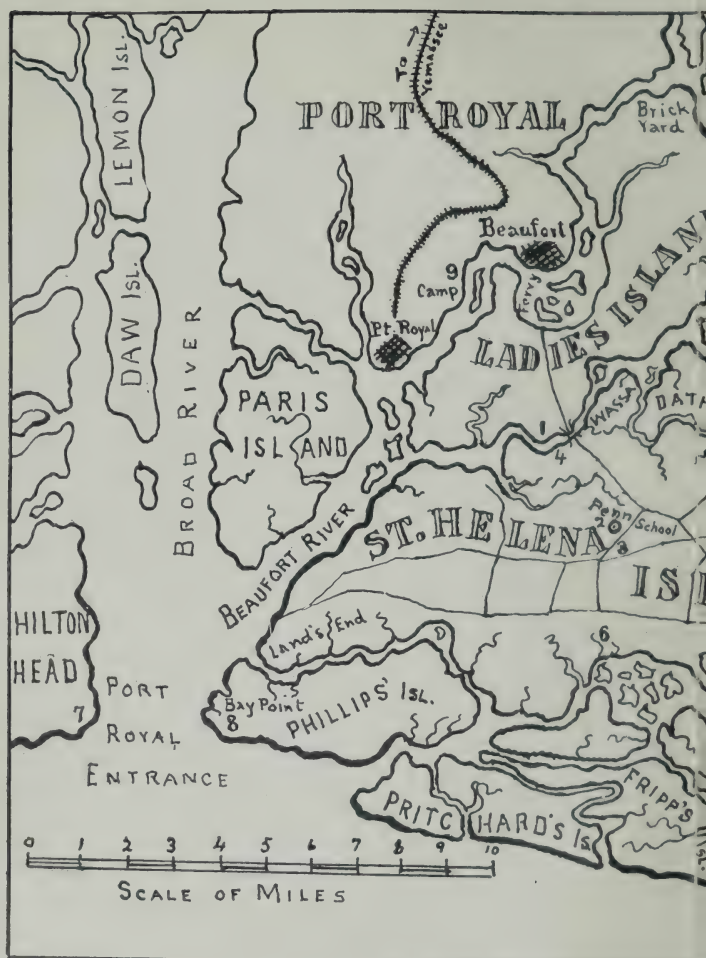 To
Yemassee
LEMON ISL.
PORT ROYAL
Brick
Yard
Beaufort
9
Camp
Ferry
Pt. Royal
LADIES ISLAN
DAW ISL.
BROAD RIVER
PARIS
ISLAND
1
4
WASSA
DATH
Penn School
2
3
ST. HELENA
IS
BEAUFORT RIVER
HILTON
HEAD
7
Land's End
6
PORT
ROYAL
ENTRANCE
Bay Point
8
PHILLIPS' ISL.
PRITCHARD'S IS.
FRIPP'S
ISL.
0 1 2 3 4 5 6 7 8 9 10
SCALE OF MILES